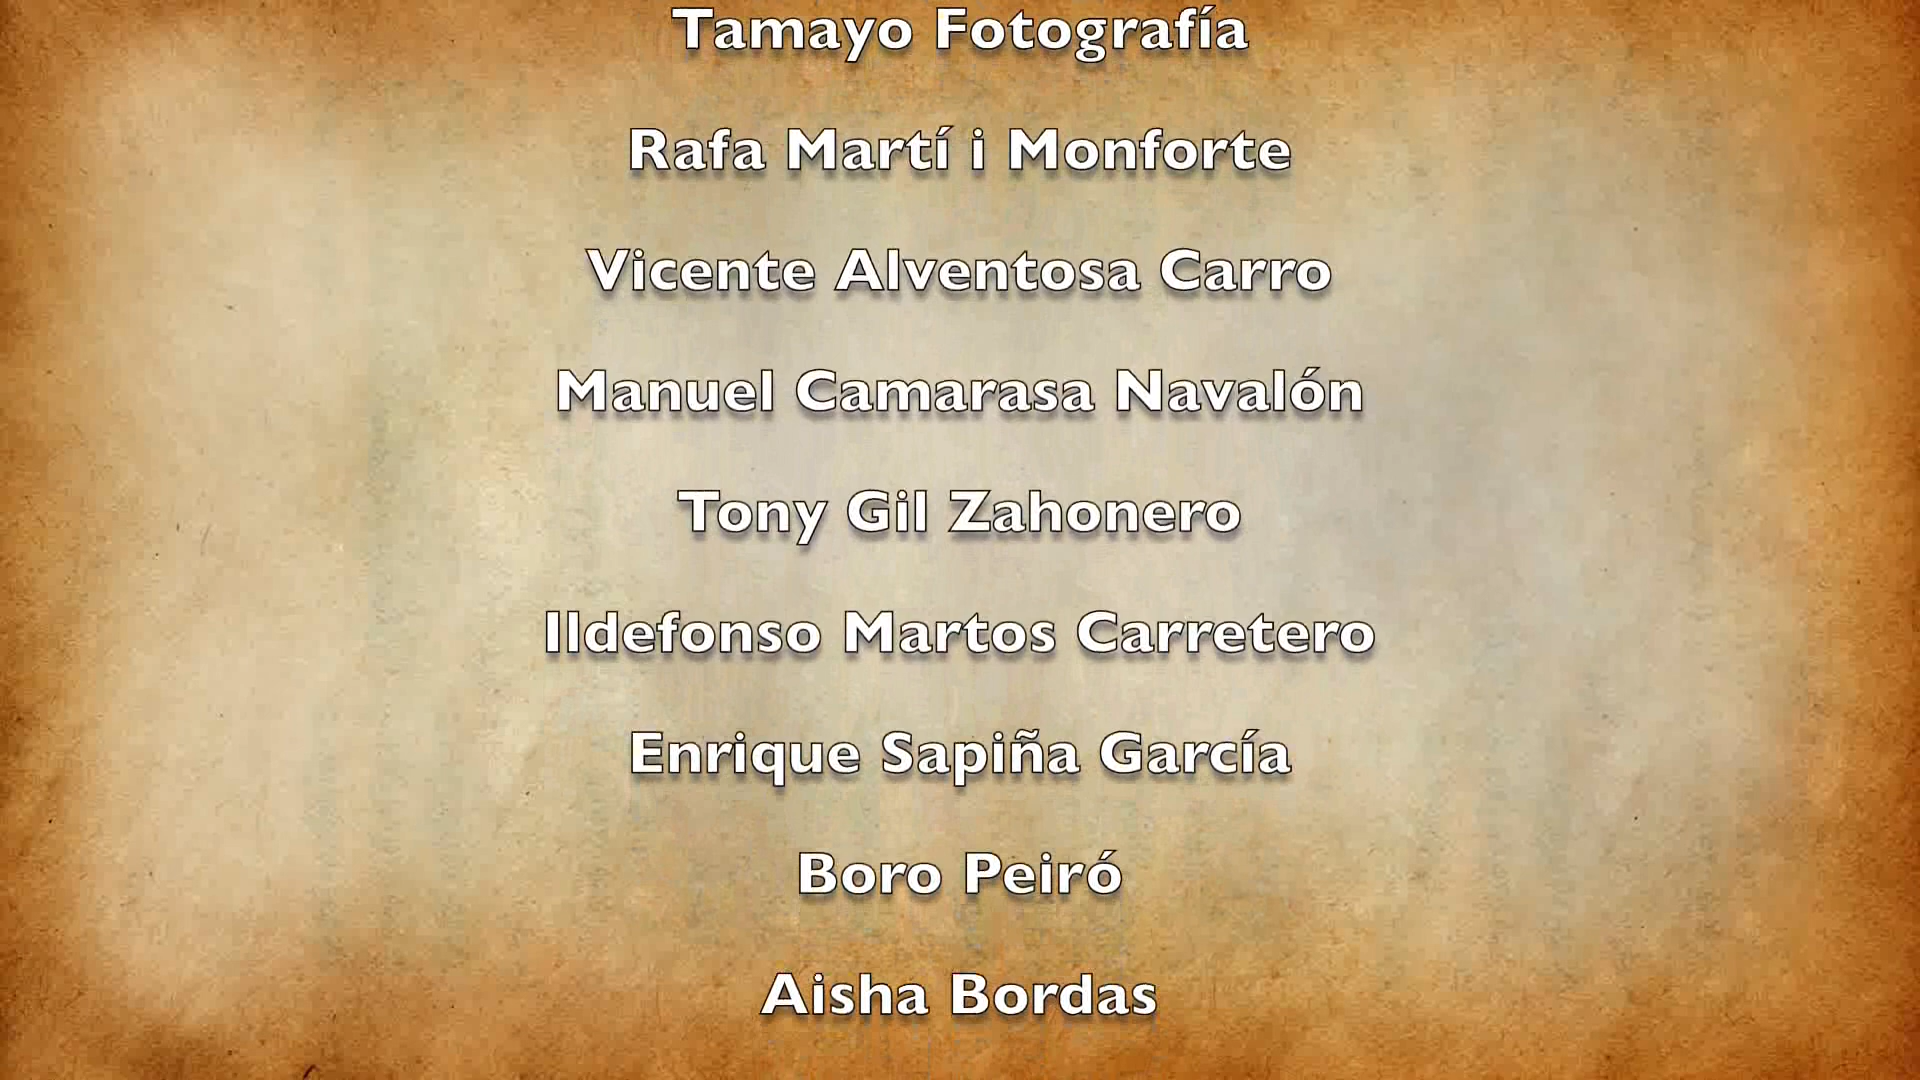 Tamayo Fotografía
Rafa Martí i Monforte
Vicente Alventosa Carro
Manuel Camarasa Navalón
Tony Gil Zahonero
Ildefonso Martos Carretero
Enrique Sapiña García
Boro Peiró
Aisha Bordas